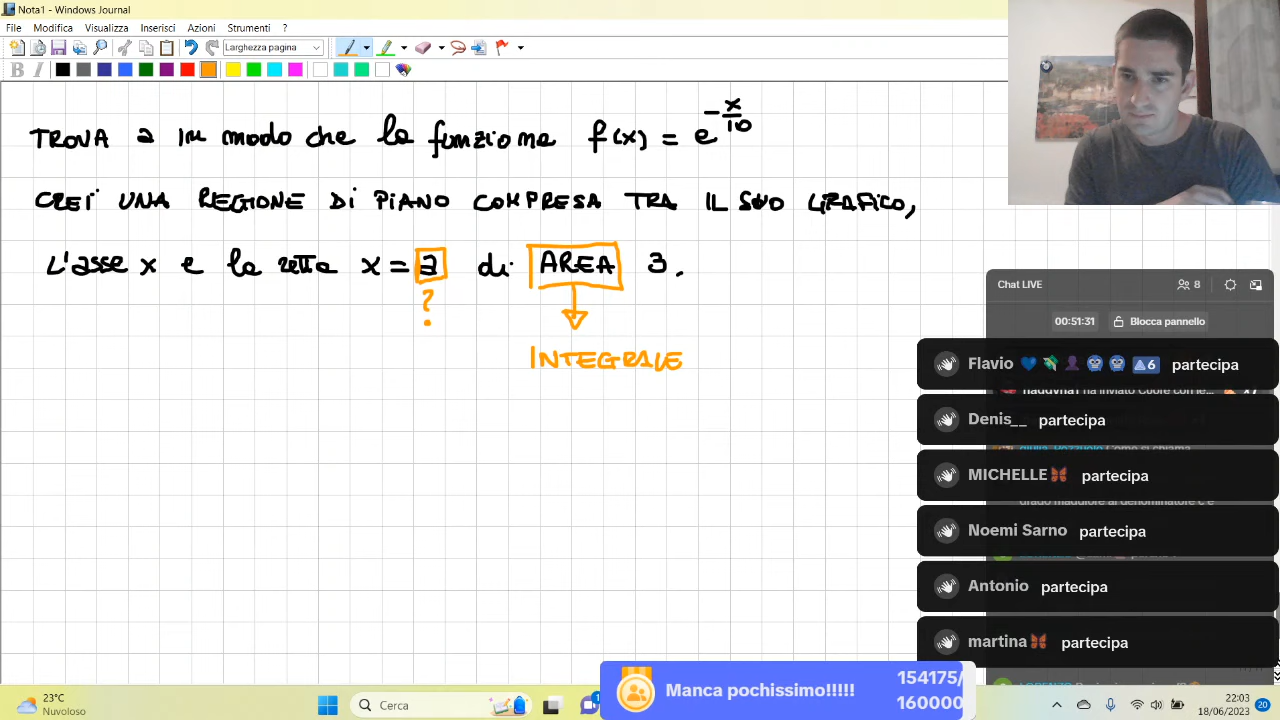 Nota1 - Windows Journal
File Modifica Visualizza Inserisci Azioni Strumenti ?
Larghezza pagina
B I
TROVA a in modo che la funzione f(x) = e^(-x/10)
CREI UNA REGIONE DI PIANO COMPRESA TRA IL SUO GRAFICO,
L'asse x e la retta x = a di AREA 3.
?
INTEGRALE
Chat LIVE
8
00:51:31 Blocca pannello
Flavio 💙 💸 👤 6 partecipa
Denis__ partecipa
MICHELLE🦋 partecipa
Noemi Sarno partecipa
Antonio partecipa
martina🦋 partecipa
Manca pochissimo!!!!! 154175/
160000
23°C
Nuvoloso
Cerca
1
22:03
18/06/2023
20